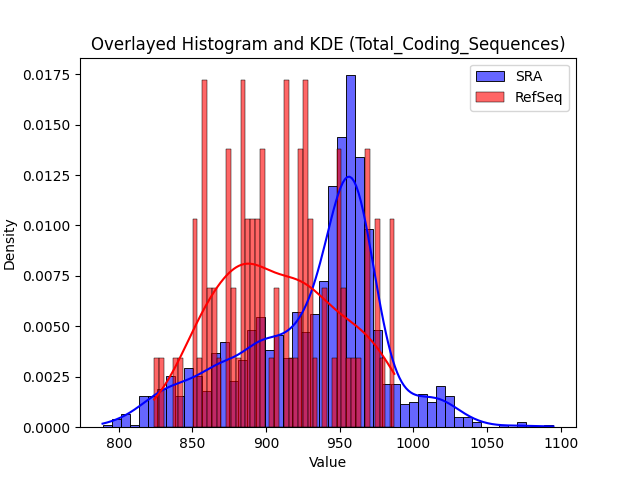 Overlayed Histogram and KDE (Total_Coding_Sequences)
SRA
RefSeq
0.0175
0.0150
0.0125
0.0100
0.0075
0.0050
0.0025
0.0000
Density
800 850 900 950 1000 1050 1100
Value